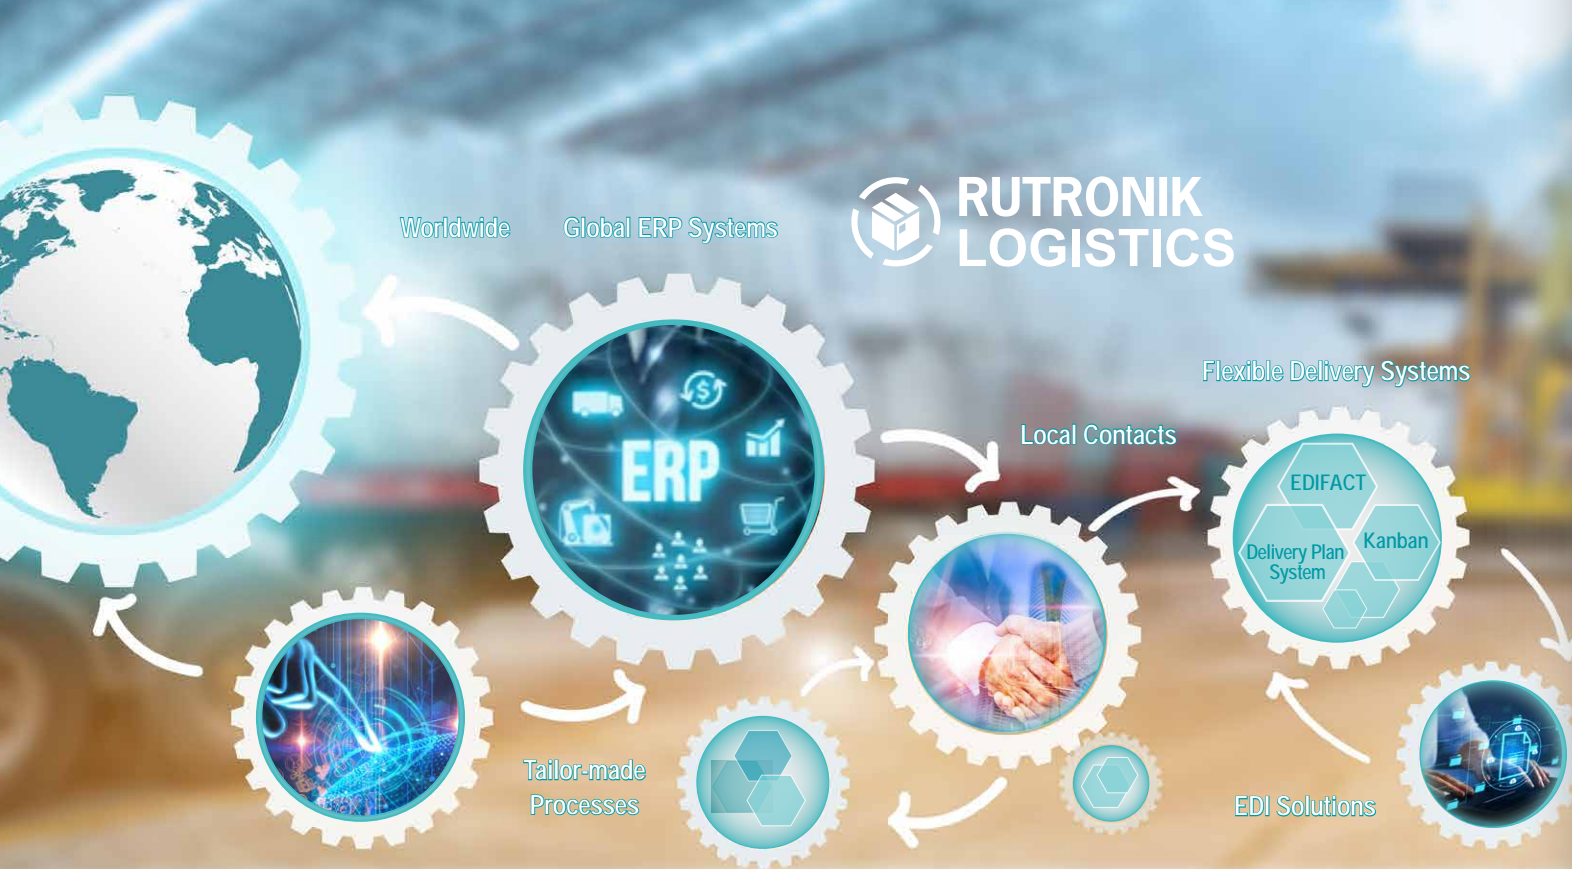 RUTRONIK
LOGISTICS
Worldwide
Global ERP Systems
ERP
Flexible Delivery Systems
Local Contacts
EDIFACT
Kanban
Delivery Plan
System
Tailor-made
Processes
EDI Solutions